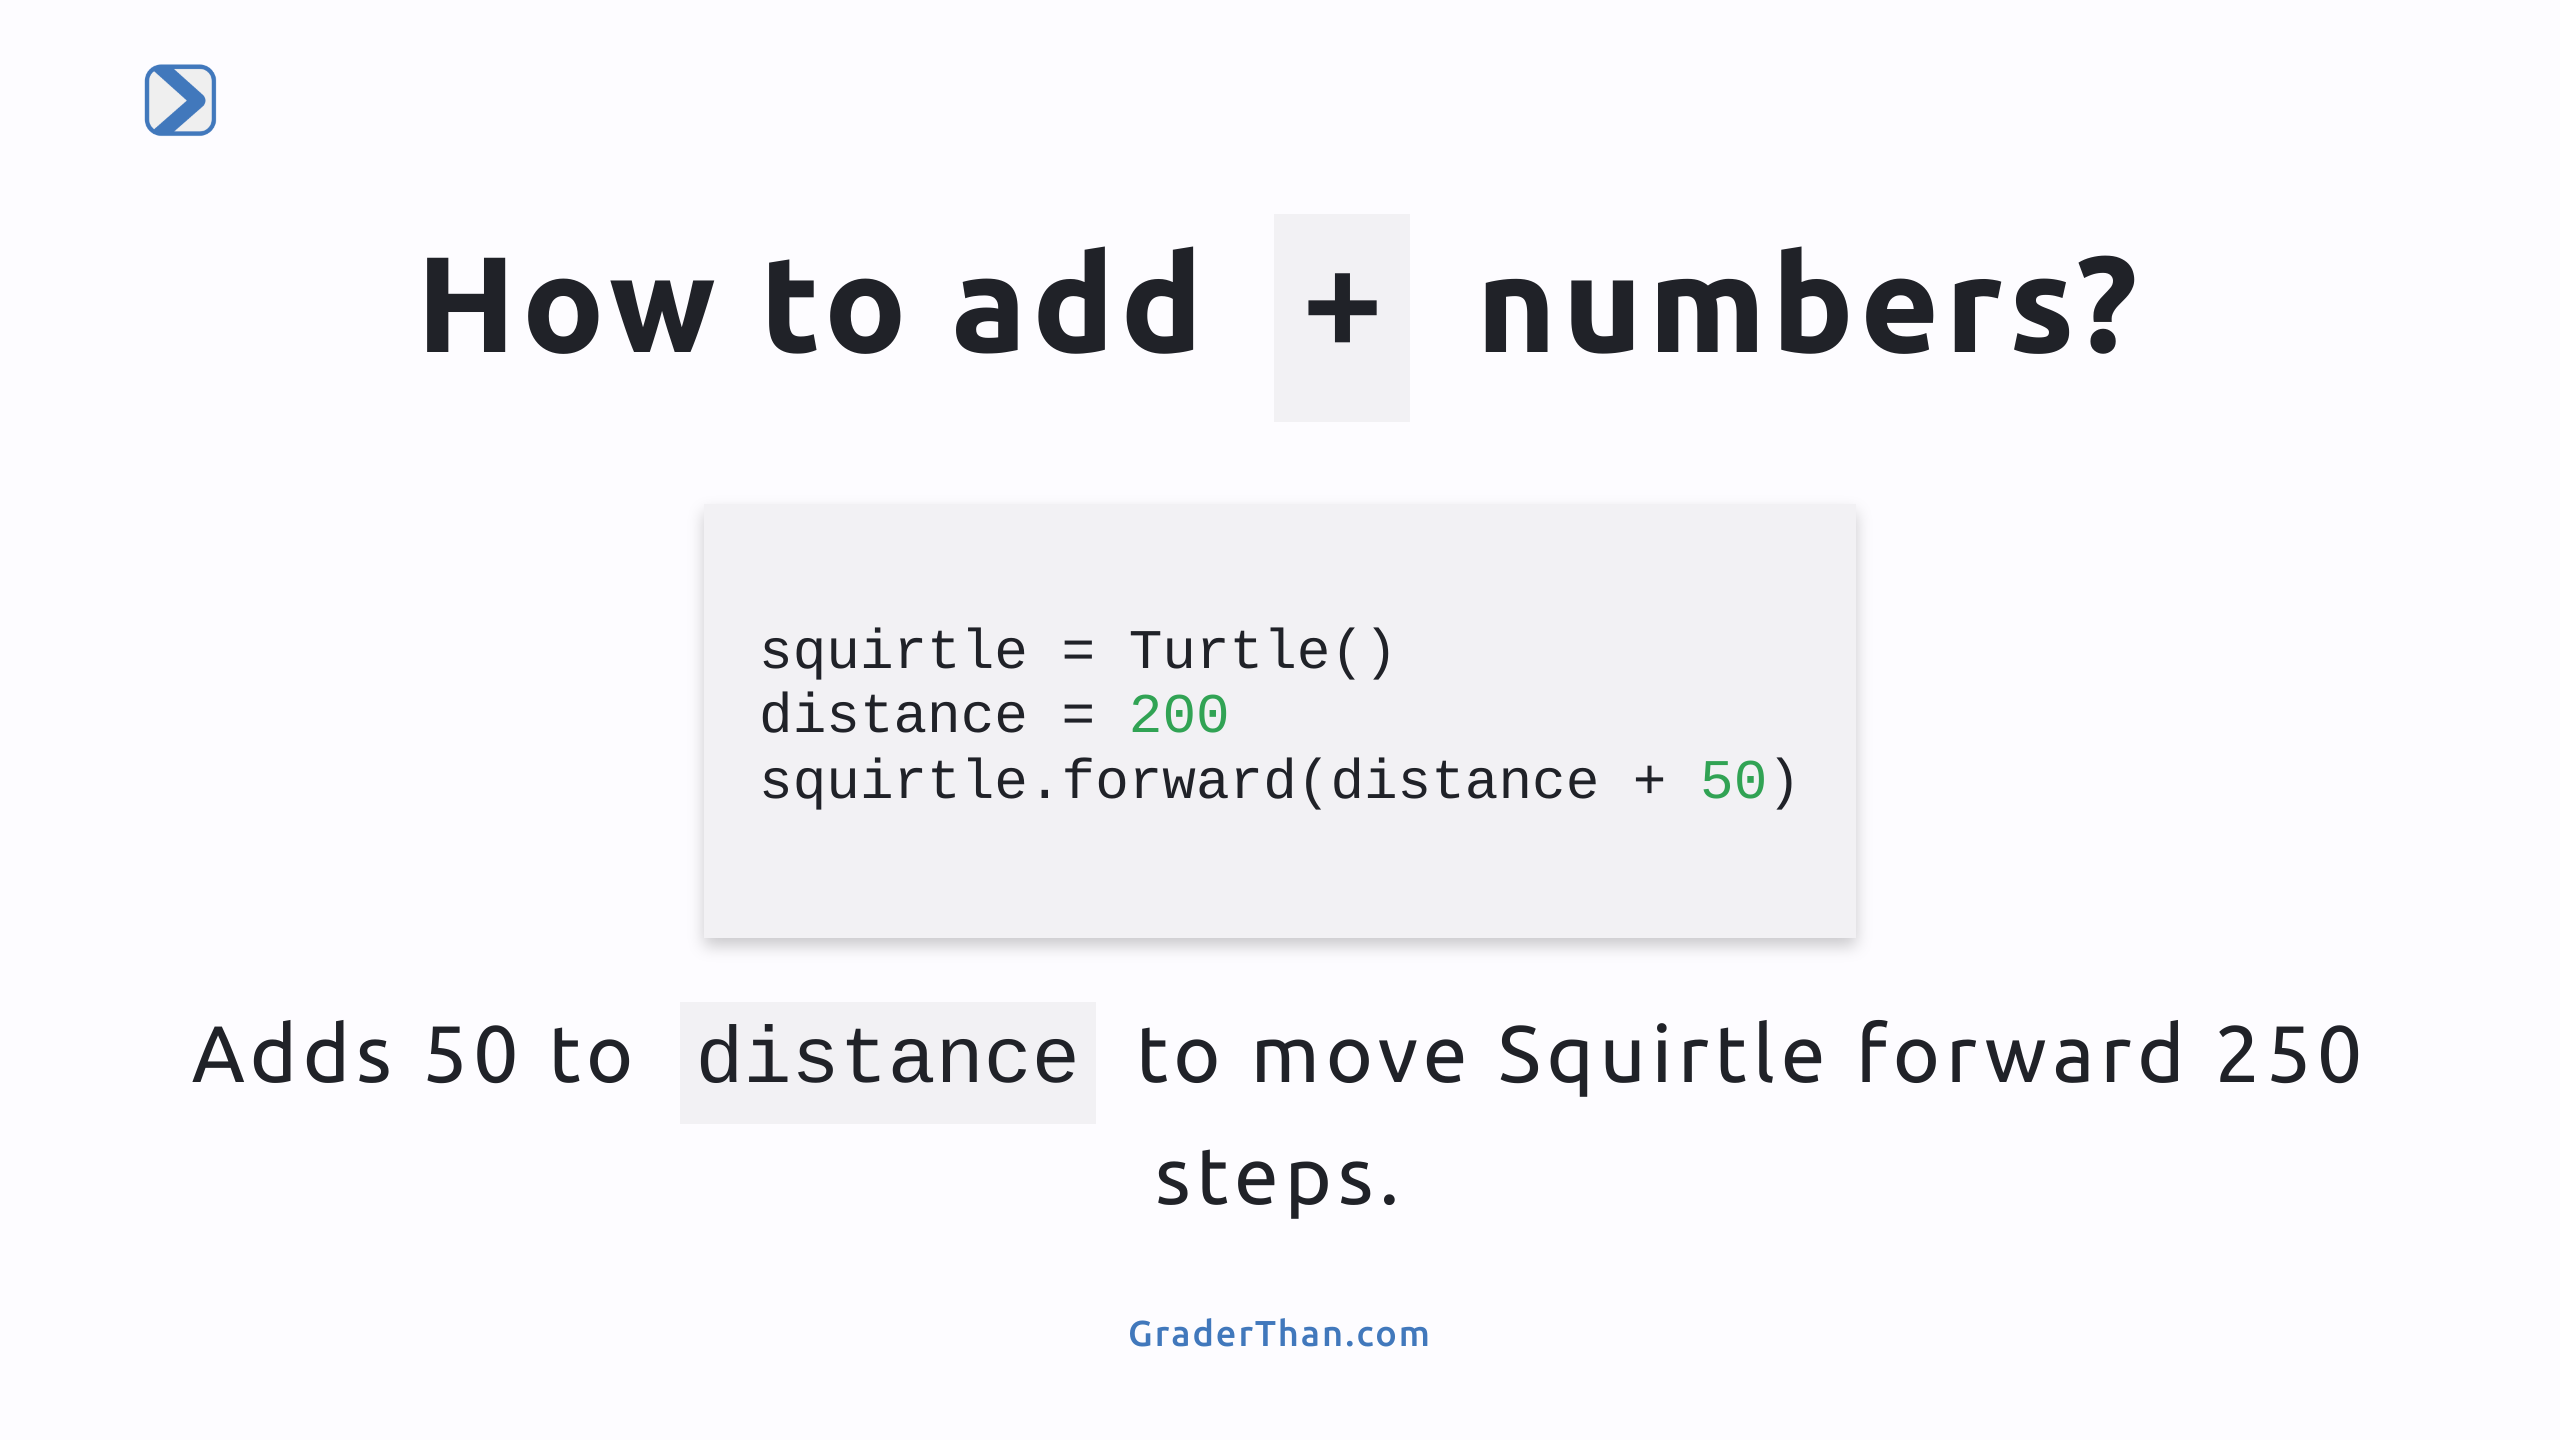 How to add + numbers?
squirtle = Turtle()
distance = 200
squirtle.forward(distance + 50)
Adds 50 to distance to move Squirtle forward 250
steps.
GraderThan.com